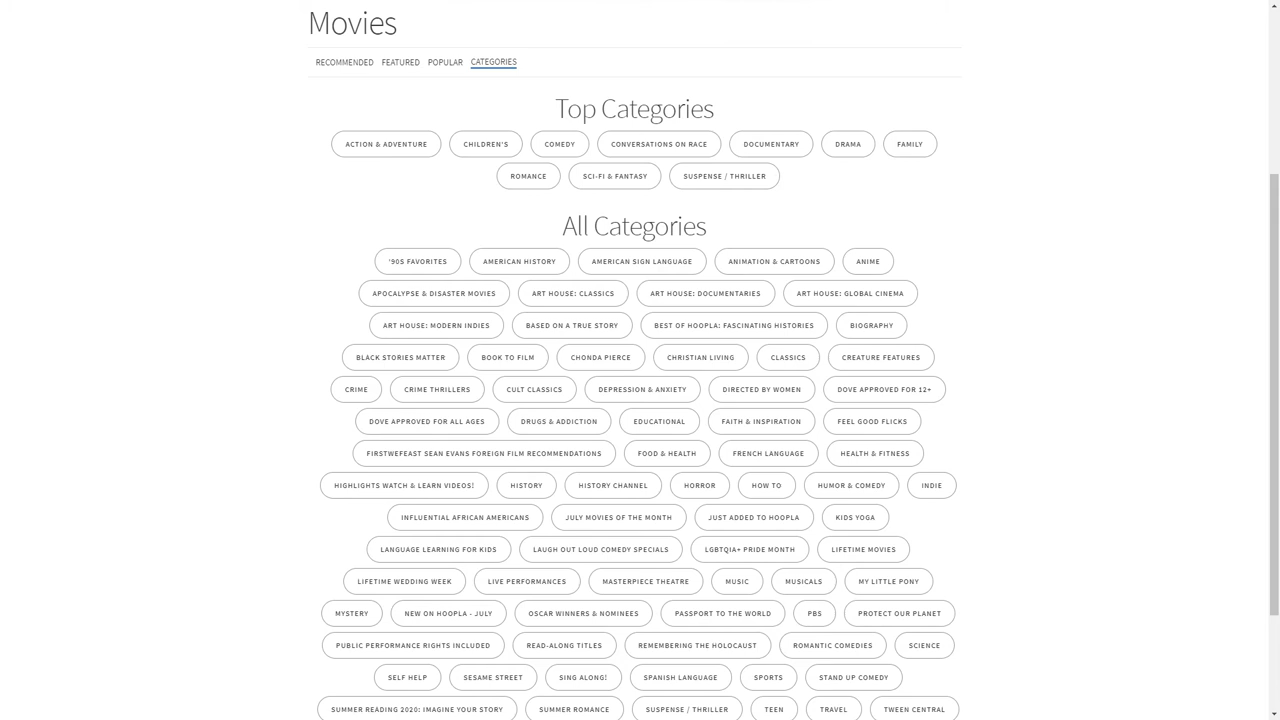 Movies
RECOMMENDED FEATURED POPULAR CATEGORIES
Top Categories
ACTION & ADVENTURE CHILDREN'S COMEDY CONVERSATIONS ON RACE DOCUMENTARY DRAMA FAMILY
ROMANCE SCI-FI & FANTASY SUSPENSE / THRILLER
All Categories
'90S FAVORITES AMERICAN HISTORY AMERICAN SIGN LANGUAGE ANIMATION & CARTOONS ANIME
APOCALYPSE & DISASTER MOVIES ART HOUSE: CLASSICS ART HOUSE: DOCUMENTARIES ART HOUSE: GLOBAL CINEMA
ART HOUSE: MODERN INDIES BASED ON A TRUE STORY BEST OF HOOPLA: FASCINATING HISTORIES BIOGRAPHY
BLACK STORIES MATTER BOOK TO FILM CHONDA PIERCE CHRISTIAN LIVING CLASSICS CREATURE FEATURES
CRIME CRIME THRILLERS CULT CLASSICS DEPRESSION & ANXIETY DIRECTED BY WOMEN DOVE APPROVED FOR 12+
DOVE APPROVED FOR ALL AGES DRUGS & ADDICTION EDUCATIONAL FAITH & INSPIRATION FEEL GOOD FLICKS
FIRSTWEFEAST SEAN EVANS FOREIGN FILM RECOMMENDATIONS FOOD & HEALTH FRENCH LANGUAGE HEALTH & FITNESS
HIGHLIGHTS WATCH & LEARN VIDEOS! HISTORY HISTORY CHANNEL HORROR HOW TO HUMOR & COMEDY INDIE
INFLUENTIAL AFRICAN AMERICANS JULY MOVIES OF THE MONTH JUST ADDED TO HOOPLA KIDS YOGA
LANGUAGE LEARNING FOR KIDS LAUGH OUT LOUD COMEDY SPECIALS LGBTQIA+ PRIDE MONTH LIFETIME MOVIES
LIFETIME WEDDING WEEK LIVE PERFORMANCES MASTERPIECE THEATRE MUSIC MUSICALS MY LITTLE PONY
MYSTERY NEW ON HOOPLA - JULY OSCAR WINNERS & NOMINEES PASSPORT TO THE WORLD PBS PROTECT OUR PLANET
PUBLIC PERFORMANCE RIGHTS INCLUDED READ-ALONG TITLES REMEMBERING THE HOLOCAUST ROMANTIC COMEDIES SCIENCE
SELF HELP SESAME STREET SING ALONG! SPANISH LANGUAGE SPORTS STAND UP COMEDY
SUMMER READING 2020: IMAGINE YOUR STORY SUMMER ROMANCE SUSPENSE / THRILLER TEEN TRAVEL TWEEN CENTRAL